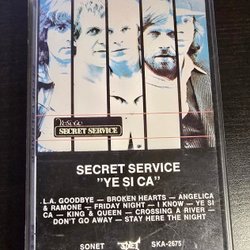 Ye si ca
SECRET SERVICE
SECRET SERVICE
"YE SI CA"
L.A. GOODBYE — BROKEN HEARTS — ANGELICA
& RAMONE — FRIDAY NIGHT — I KNOW — YE SI
CA — KING & QUEEN — CROSSING A RIVER —
DON'T GO AWAY — STAY HERE THE NIGHT
SONET SONET SKA-2675